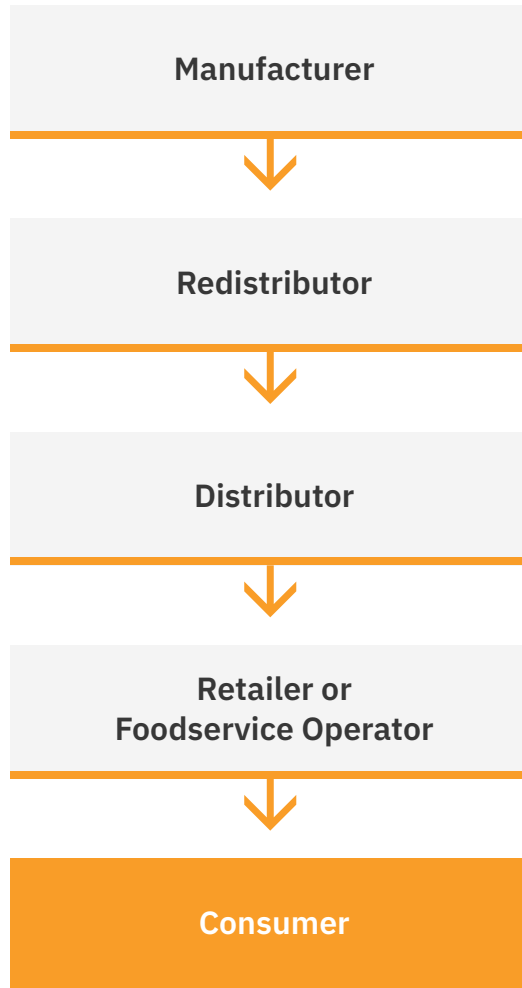 Manufacturer
Redistributor
Distributor
Retailer or
Foodservice Operator
Consumer